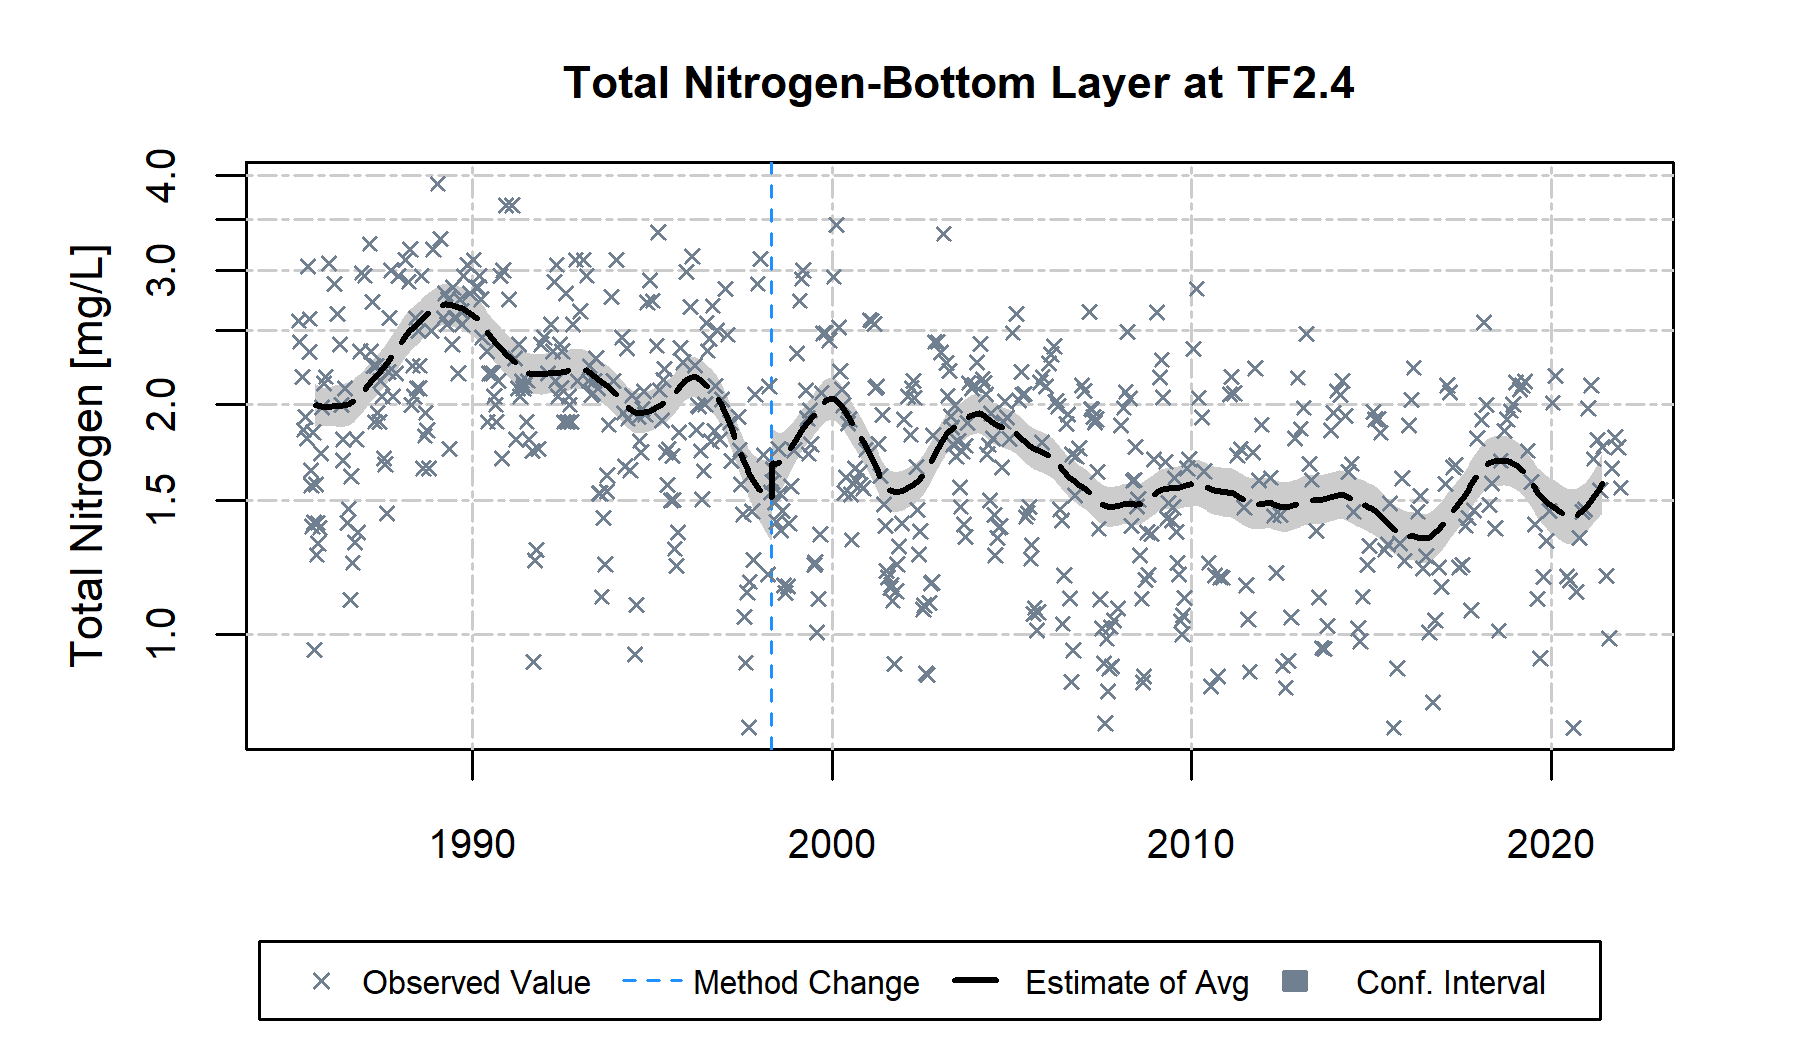 Total Nitrogen-Bottom Layer at TF2.4
Total Nitrogen [mg/L]
4.0
3.0
2.0
1.5
1.0
1990 2000 2010 2020
Observed Value Method Change Estimate of Avg Conf. Interval